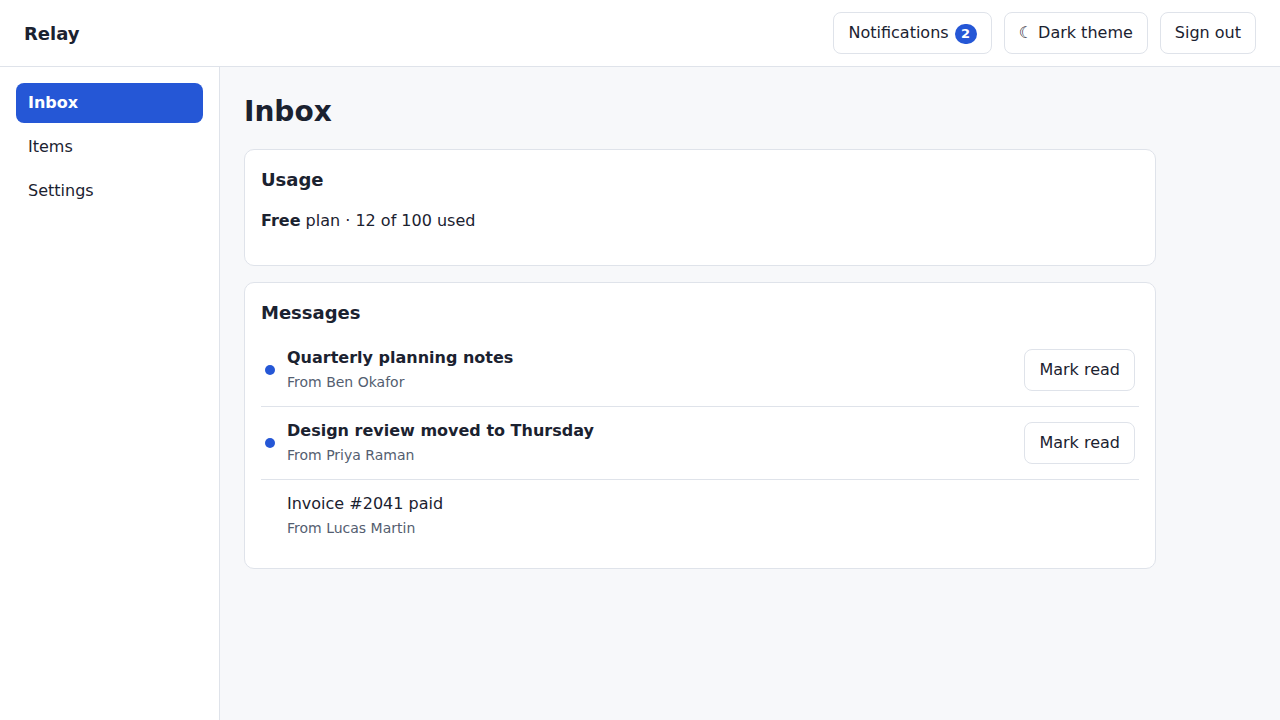 Relay
Notifications 2
☾ Dark theme
Sign out
Inbox
Items
Settings
Inbox
Usage
Free plan · 12 of 100 used
Messages
Quarterly planning notes
From Ben Okafor
Mark read
Design review moved to Thursday
From Priya Raman
Mark read
Invoice #2041 paid
From Lucas Martin